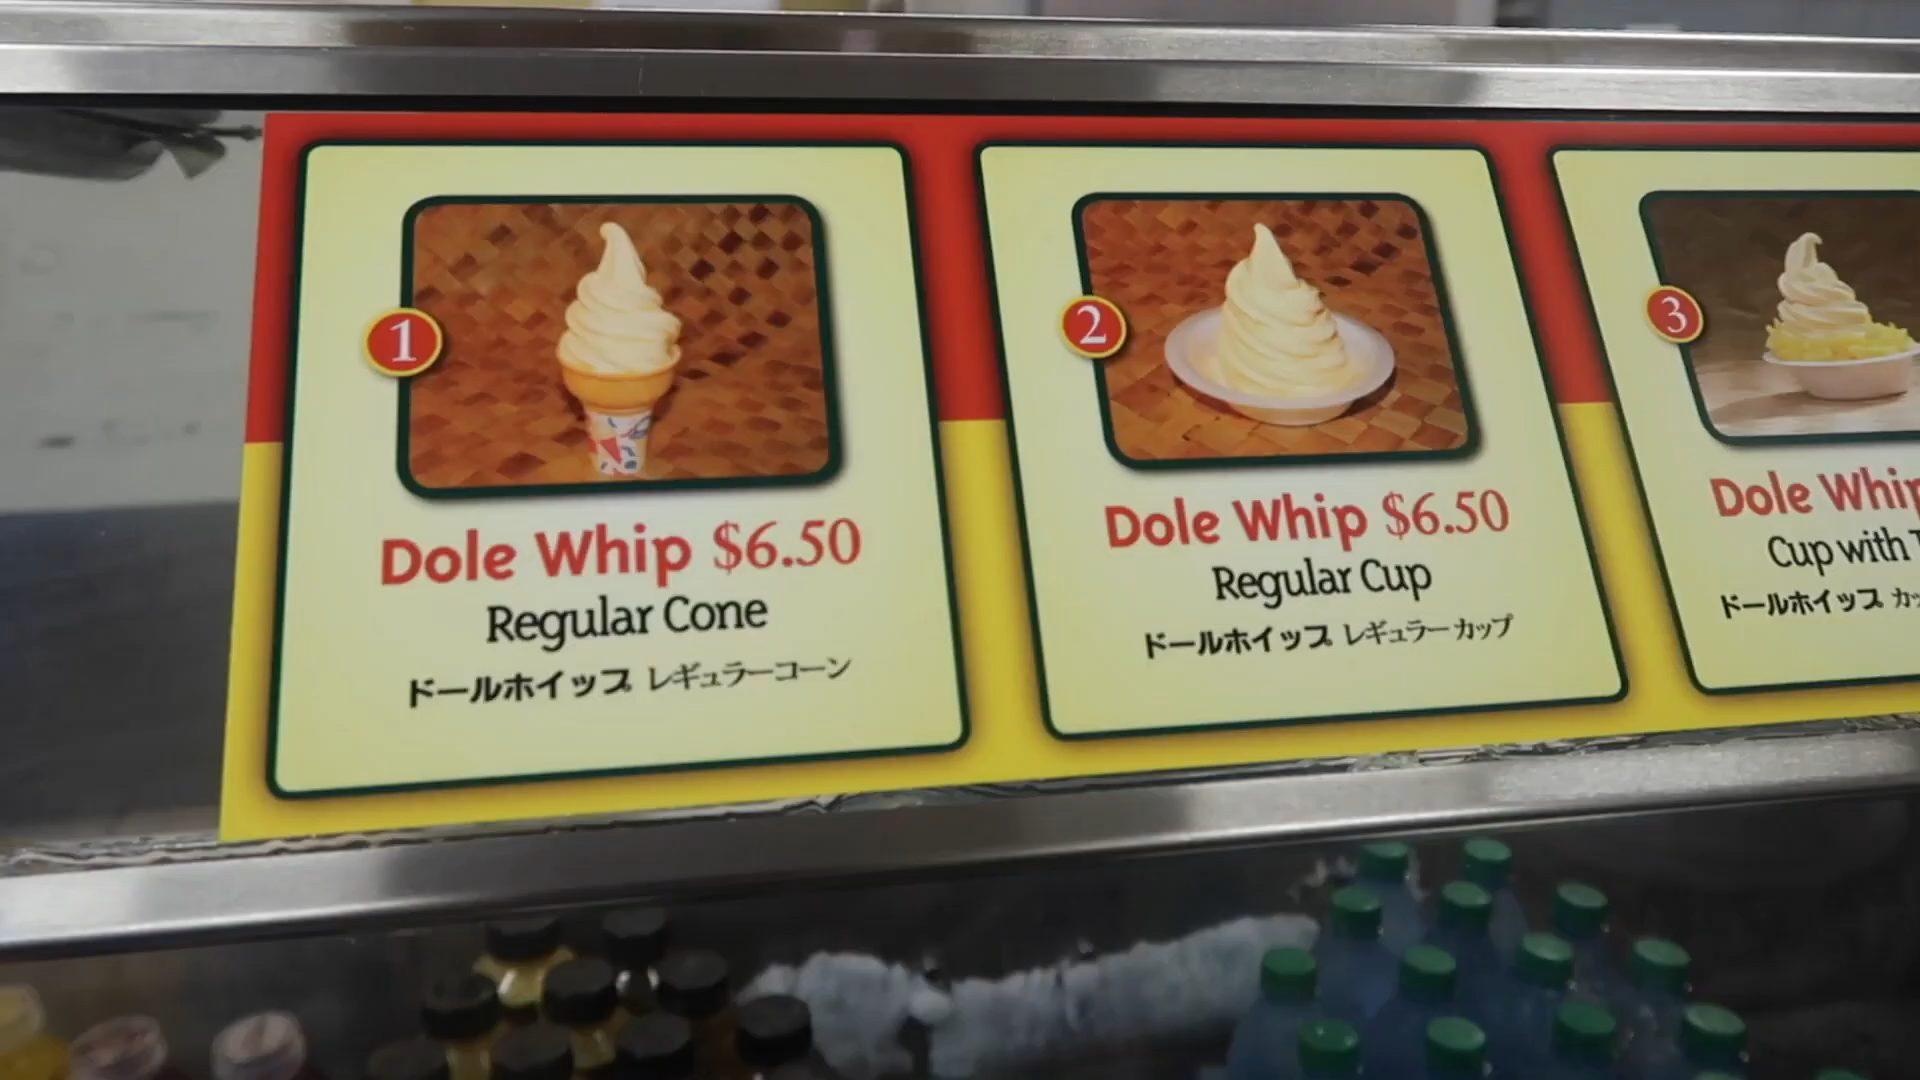 1
Dole Whip $6.50
Regular Cone
ドールホイップ レギュラーコーン
2
Dole Whip $6.50
Regular Cup
ドールホイップ レギュラーカップ
3
Dole Whip
Cup with
ドールホイップ